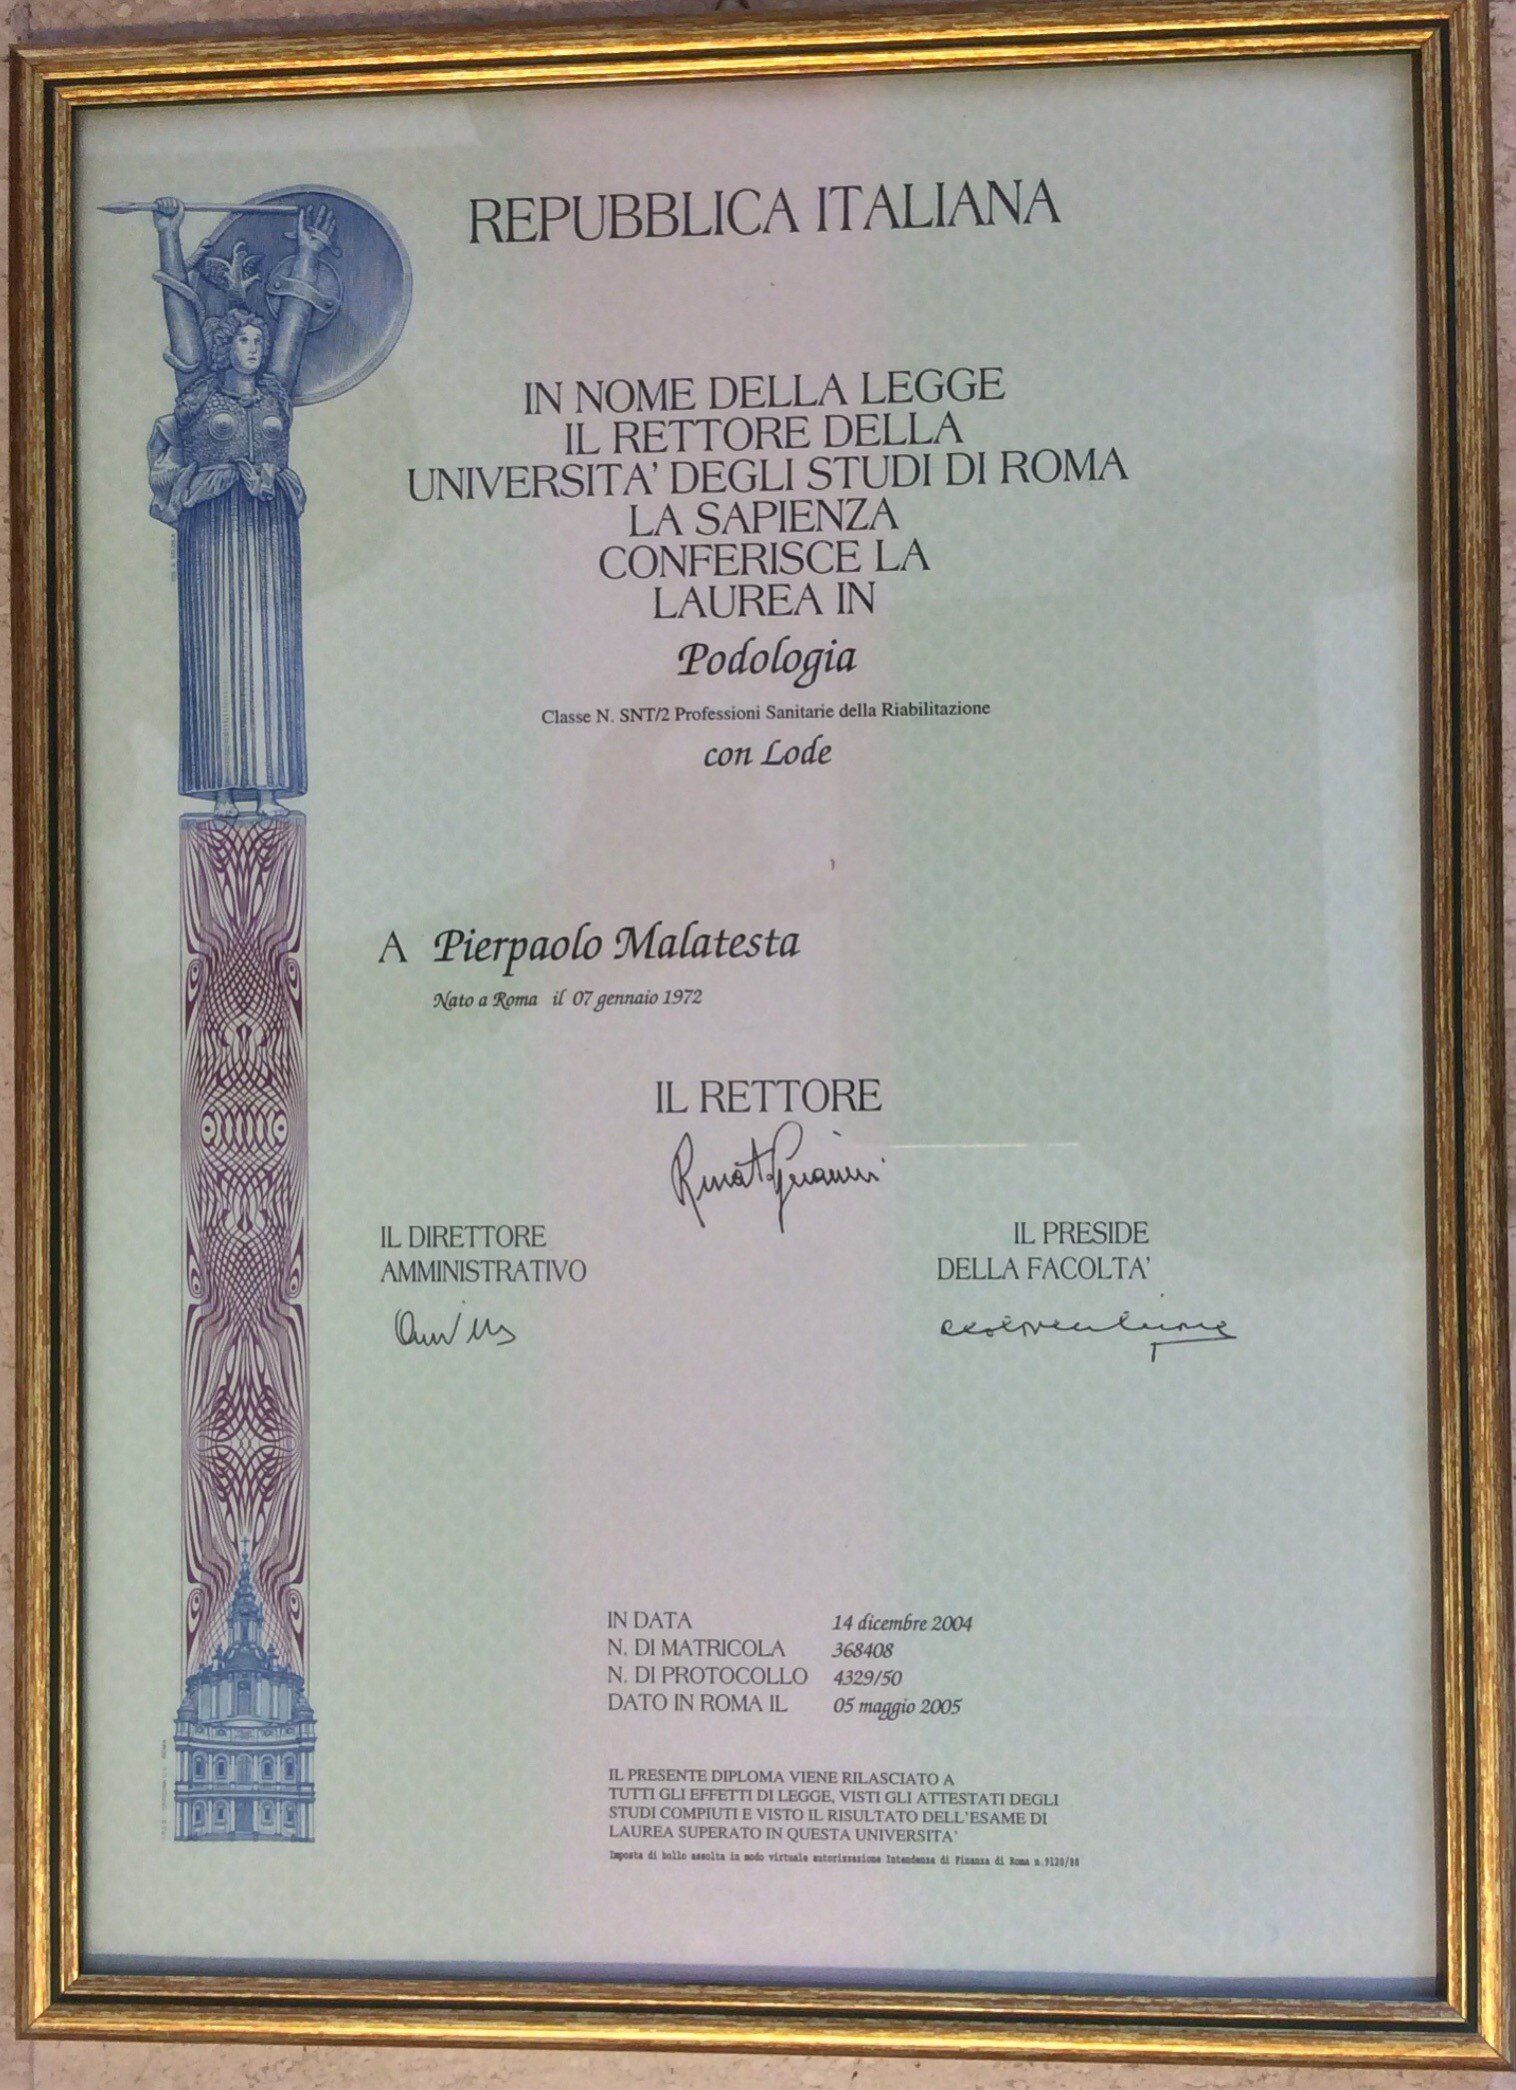 REPUBBLICA ITALIANA
IN NOME DELLA LEGGE
IL RETTORE DELLA
UNIVERSITA' DEGLI STUDI DI ROMA
LA SAPIENZA
CONFERISCE LA
LAUREA IN
Podologia
Classe N. SNT/2 Professioni Sanitarie della Riabilitazione
con Lode
A Pierpaolo Malatesta
Nato a Roma il 07 gennaio 1972
IL RETTORE
IL DIRETTORE
AMMINISTRATIVO
IL PRESIDE
DELLA FACOLTA'
IN DATA 14 dicembre 2004
N. DI MATRICOLA 368408
N. DI PROTOCOLLO 4329/50
DATO IN ROMA IL 05 maggio 2005
IL PRESENTE DIPLOMA VIENE RILASCIATO A
TUTTI GLI EFFETTI DI LEGGE, VISTI GLI ATTESTATI DEGLI
STUDI COMPIUTI E VISTO IL RISULTATO DELL'ESAME DI
LAUREA SUPERATO IN QUESTA UNIVERSITA'
Imposta di bollo assolta in modo virtuale autorizzazione Intendenza di Finanza di Roma n.9120/88